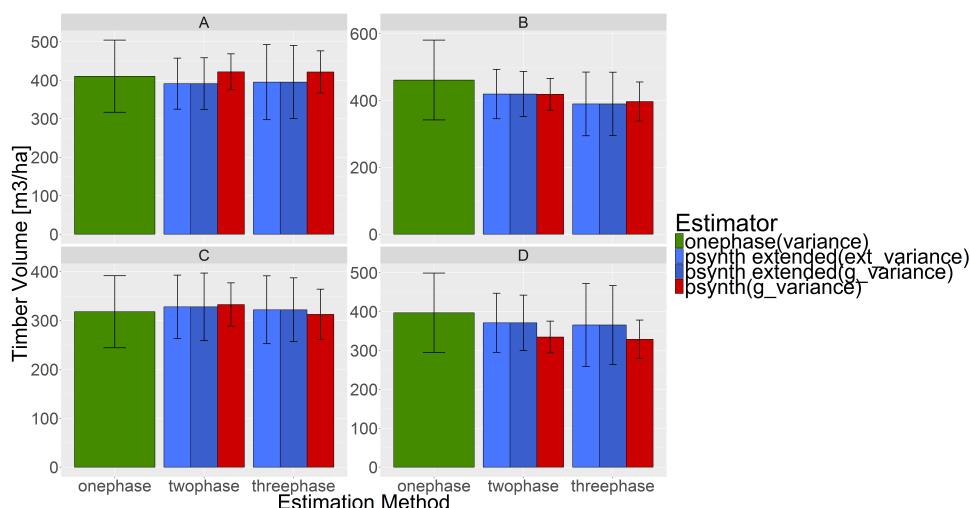 A
B
500
400
300
200
100
0
600
400
200
0
C
D
400
300
200
100
0
500
400
300
200
100
0
onephase
twophase
threephase
onephase
twophase
threephase
Estimation Method
Timber Volume [m3/ha]
Estimator
onephase(variance)
psynth extended(ext_variance)
psynth extended(g_variance)
psynth(g_variance)